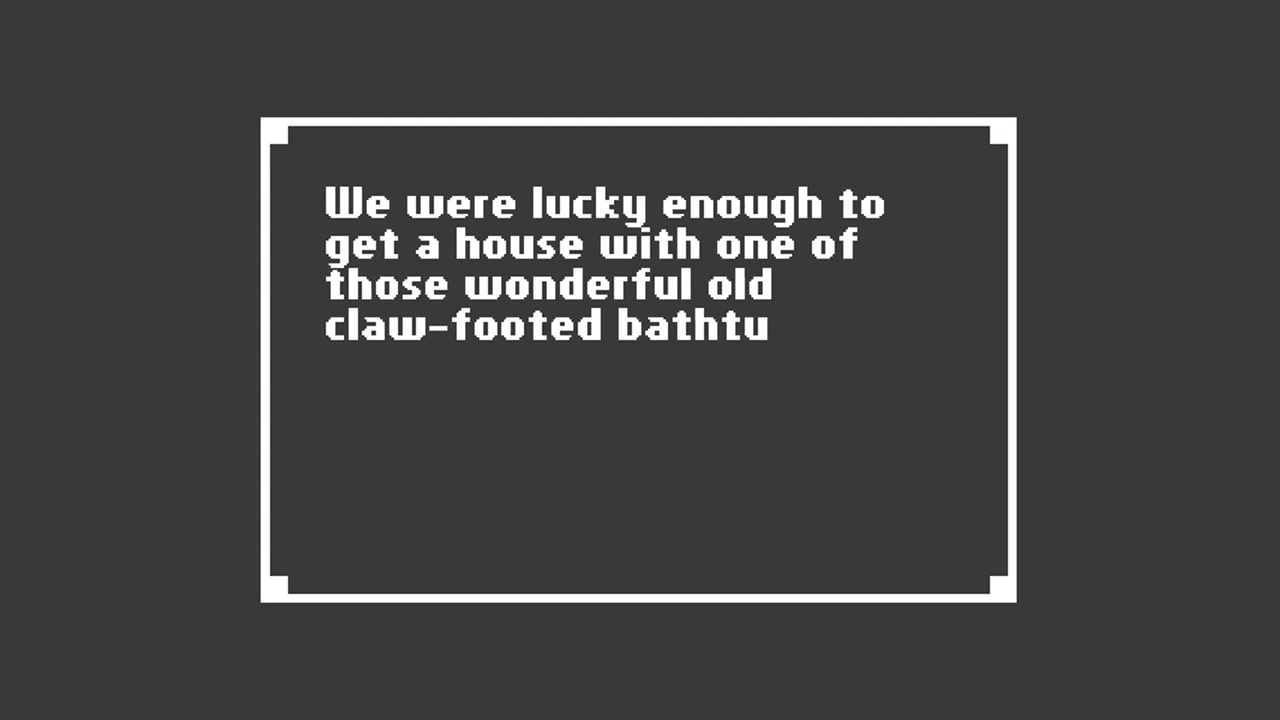 We were lucky enough to
get a house with one of
those wonderful old
claw-footed bathtu